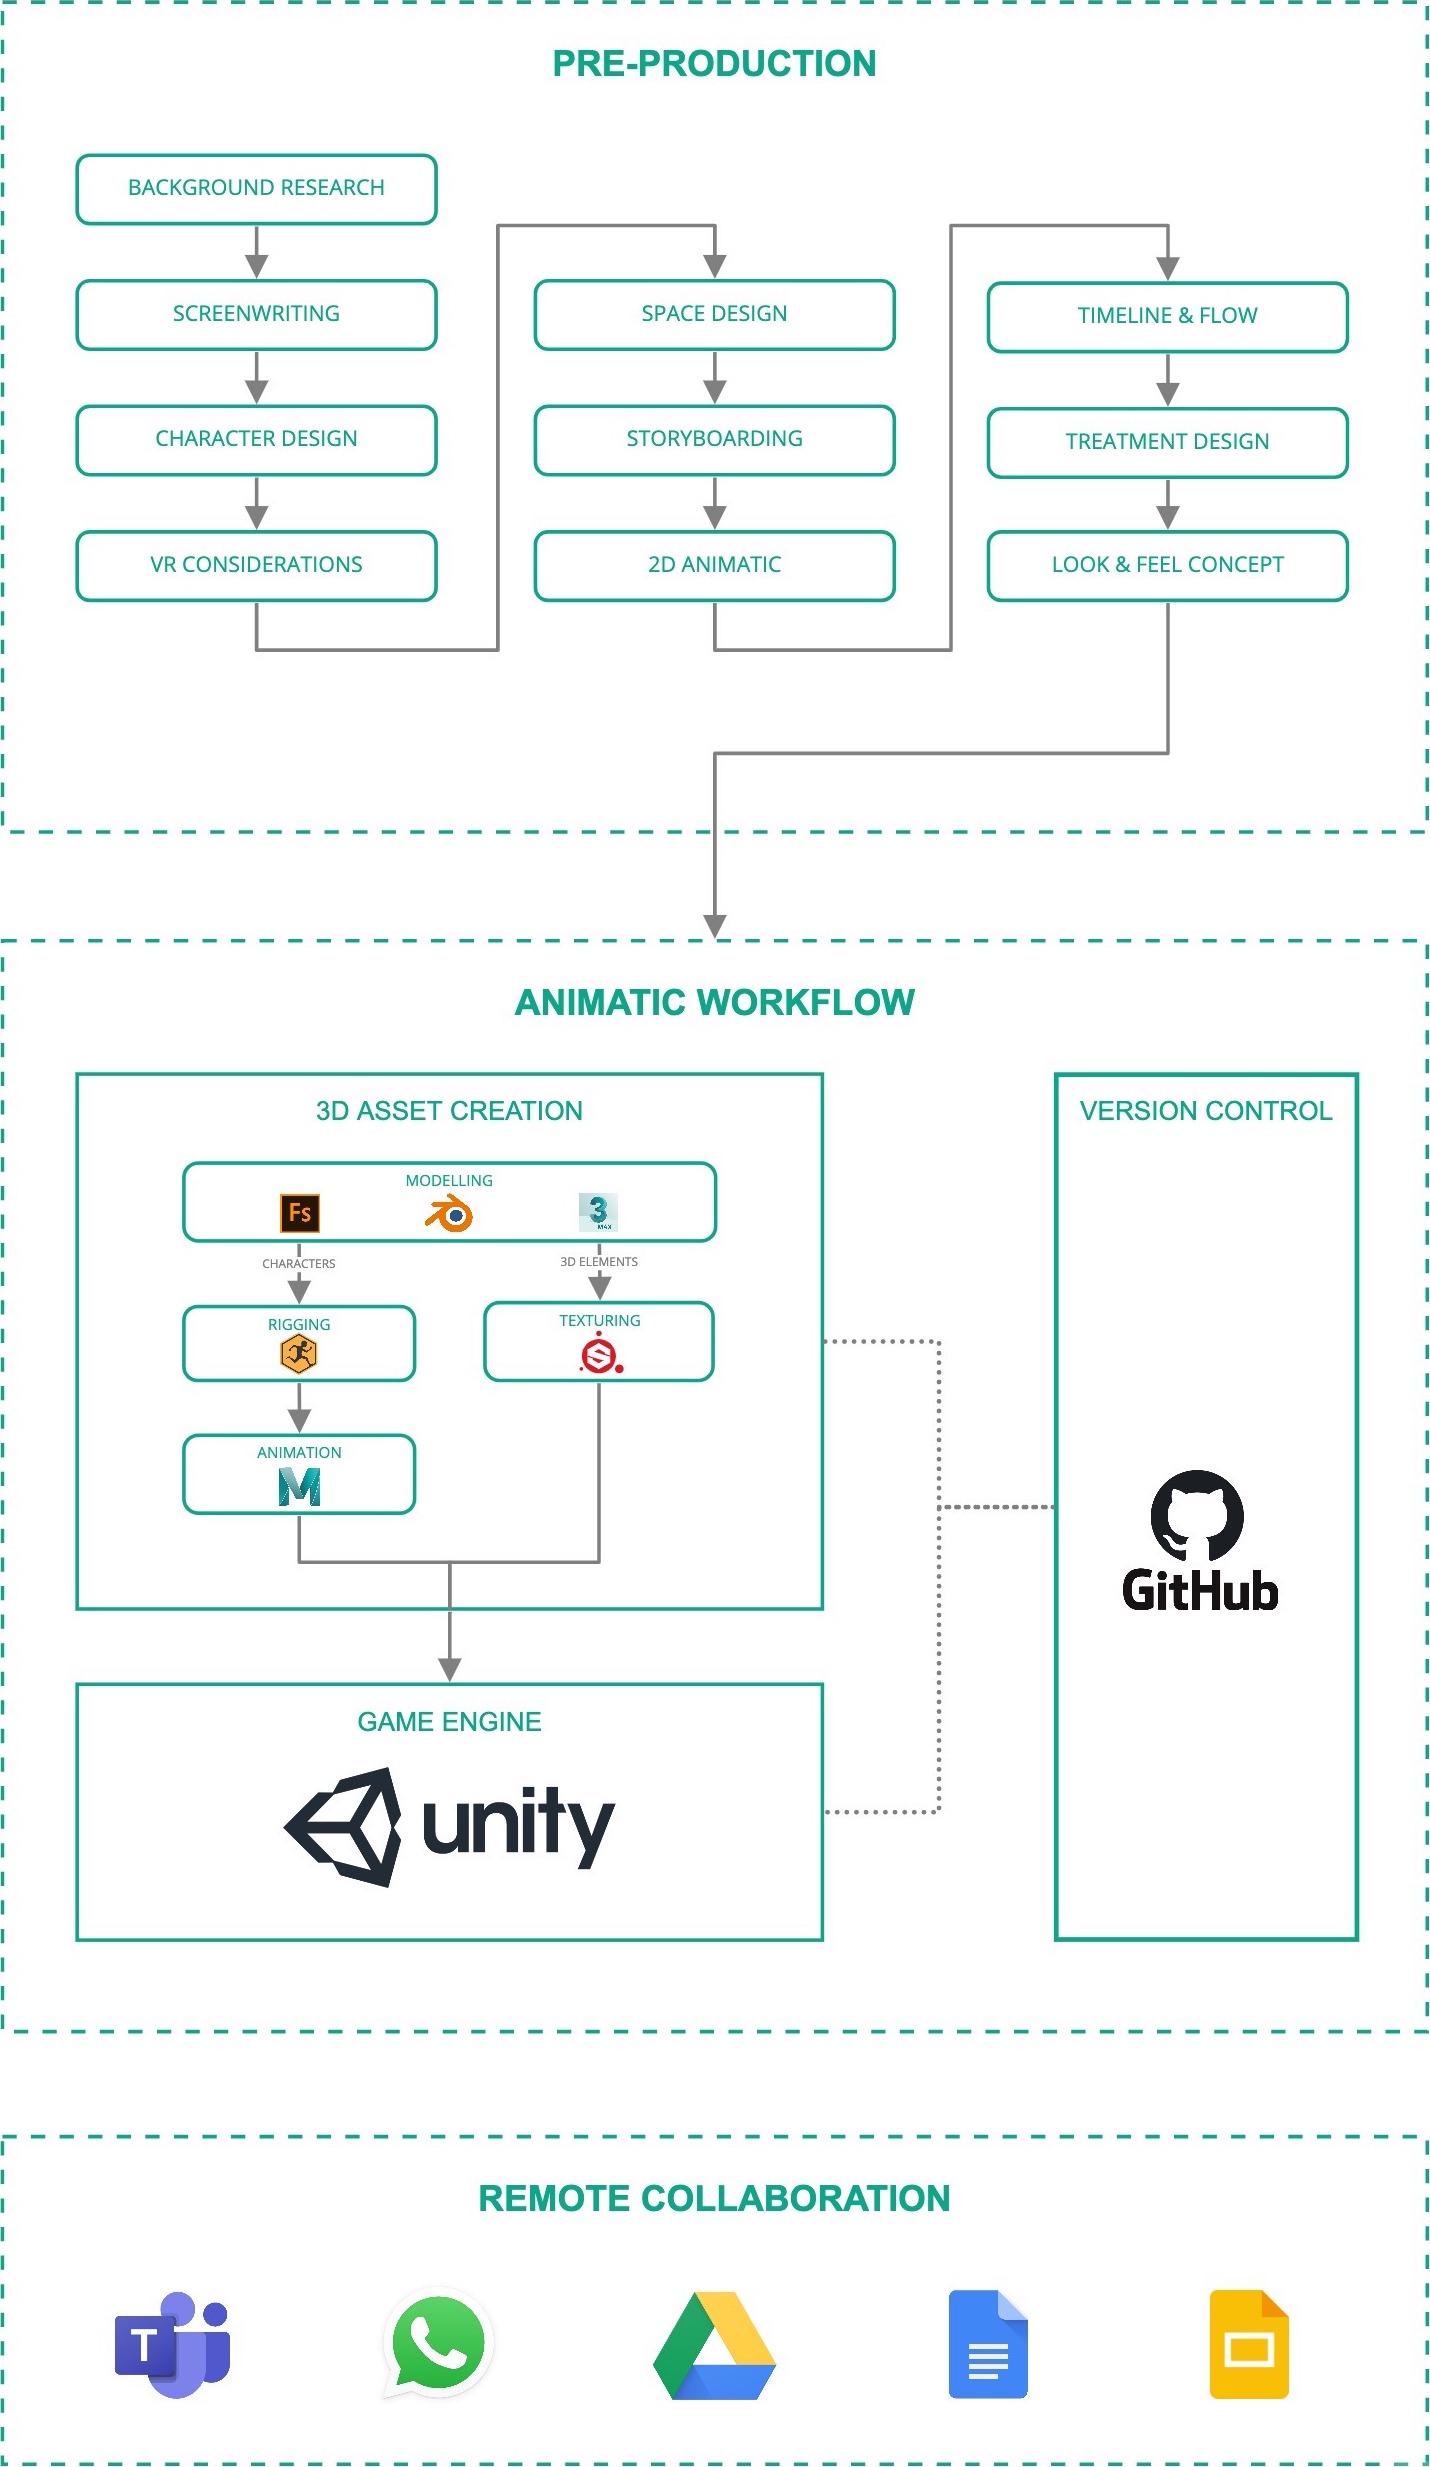 PRE-PRODUCTION
BACKGROUND RESEARCH
SCREENWRITING
CHARACTER DESIGN
VR CONSIDERATIONS
SPACE DESIGN
STORYBOARDING
2D ANIMATIC
TIMELINE & FLOW
TREATMENT DESIGN
LOOK & FEEL CONCEPT
ANIMATIC WORKFLOW
3D ASSET CREATION
MODELLING
Fs
3
MAX
CHARACTERS
3D ELEMENTS
RIGGING
TEXTURING
S
ANIMATION
M
GAME ENGINE
unity
VERSION CONTROL
GitHub
REMOTE COLLABORATION
T